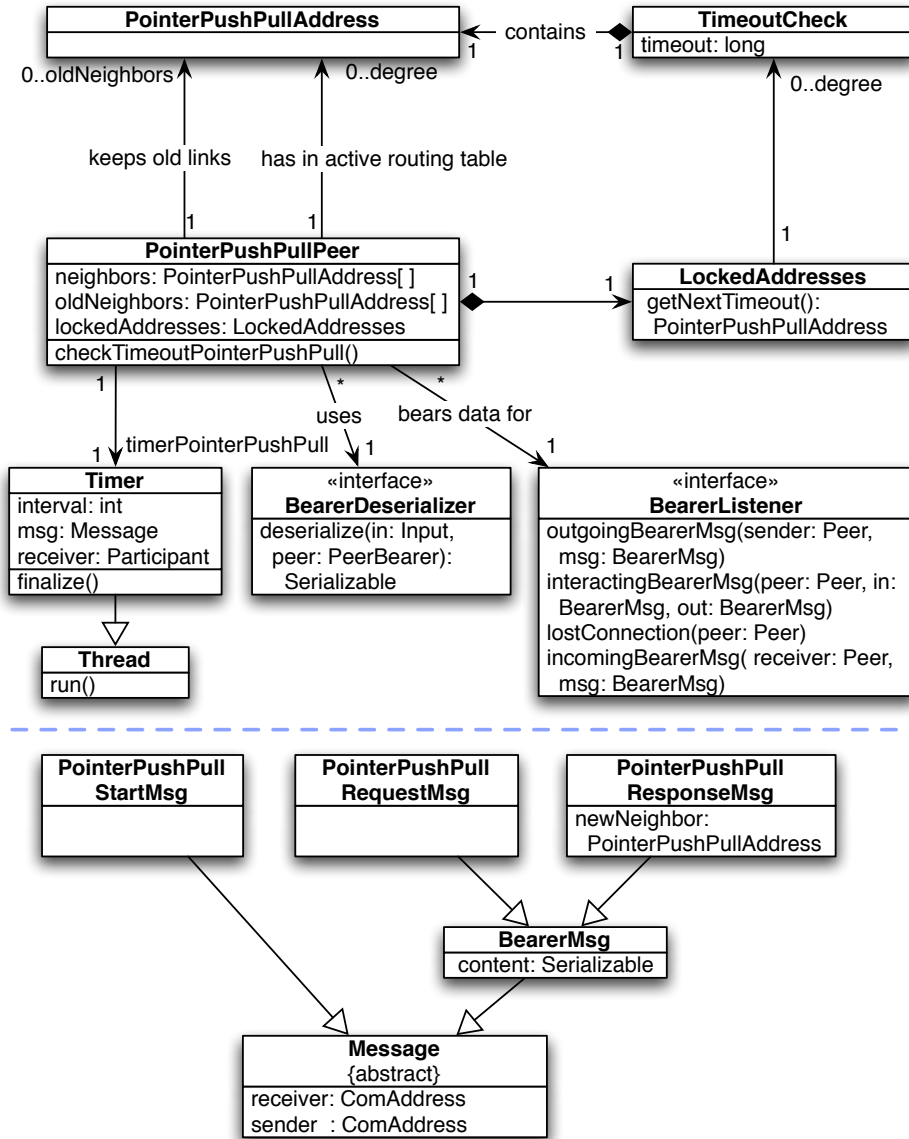 PointerPushPullAddress
TimeoutCheck
timeout: long
contains
1
1
0..oldNeighbors
0..degree
0..degree
keeps old links
has in active routing table
1
1
1
PointerPushPullPeer
neighbors: PointerPushPullAddress[ ]
oldNeighbors: PointerPushPullAddress[ ]
lockedAddresses: LockedAddresses
checkTimeoutPointerPushPull()
1
1
LockedAddresses
getNextTimeout():
PointerPushPullAddress
1
*
*
uses
bears data for
1
timerPointerPushPull
1
1
Timer
interval: int
msg: Message
receiver: Participant
finalize()
«interface»
BearerDeserializer
deserialize(in: Input,
peer: PeerBearer):
Serializable
«interface»
BearerListener
outgoingBearerMsg(sender: Peer,
msg: BearerMsg)
interactingBearerMsg(peer: Peer, in:
BearerMsg, out: BearerMsg)
lostConnection(peer: Peer)
incomingBearerMsg( receiver: Peer,
msg: BearerMsg)
Thread
run()
PointerPushPull
StartMsg
PointerPushPull
RequestMsg
PointerPushPull
ResponseMsg
newNeighbor:
PointerPushPullAddress
BearerMsg
content: Serializable
Message
{abstract}
receiver: ComAddress
sender : ComAddress